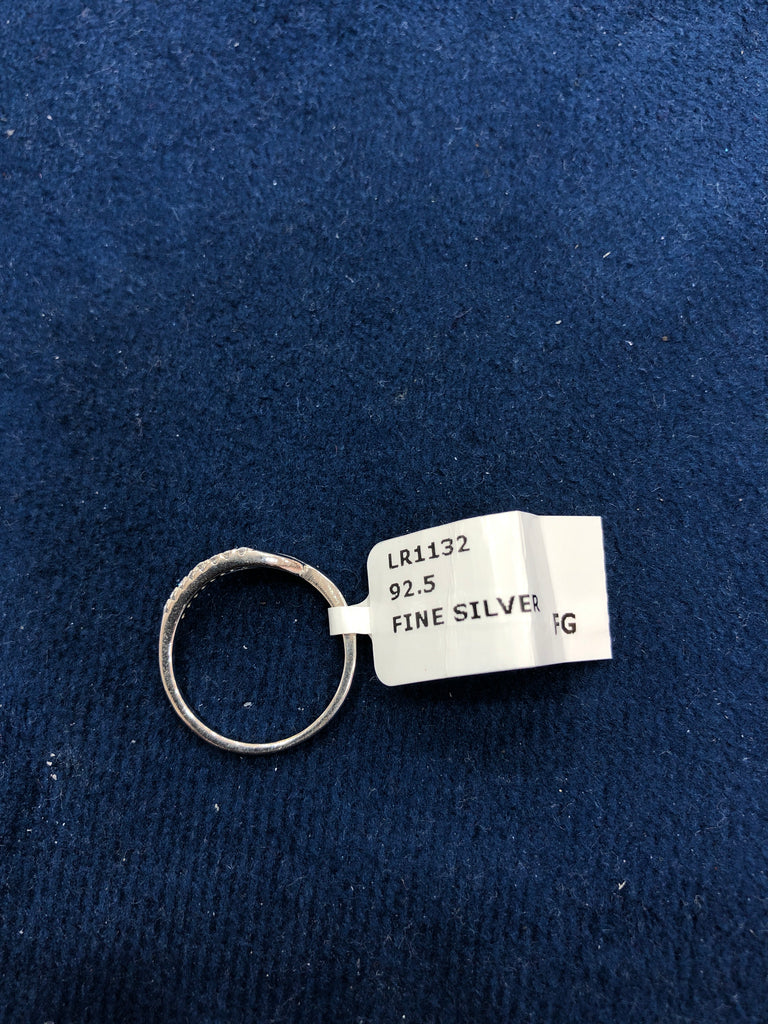 LR1132
92.5
FINE SILVER
FG